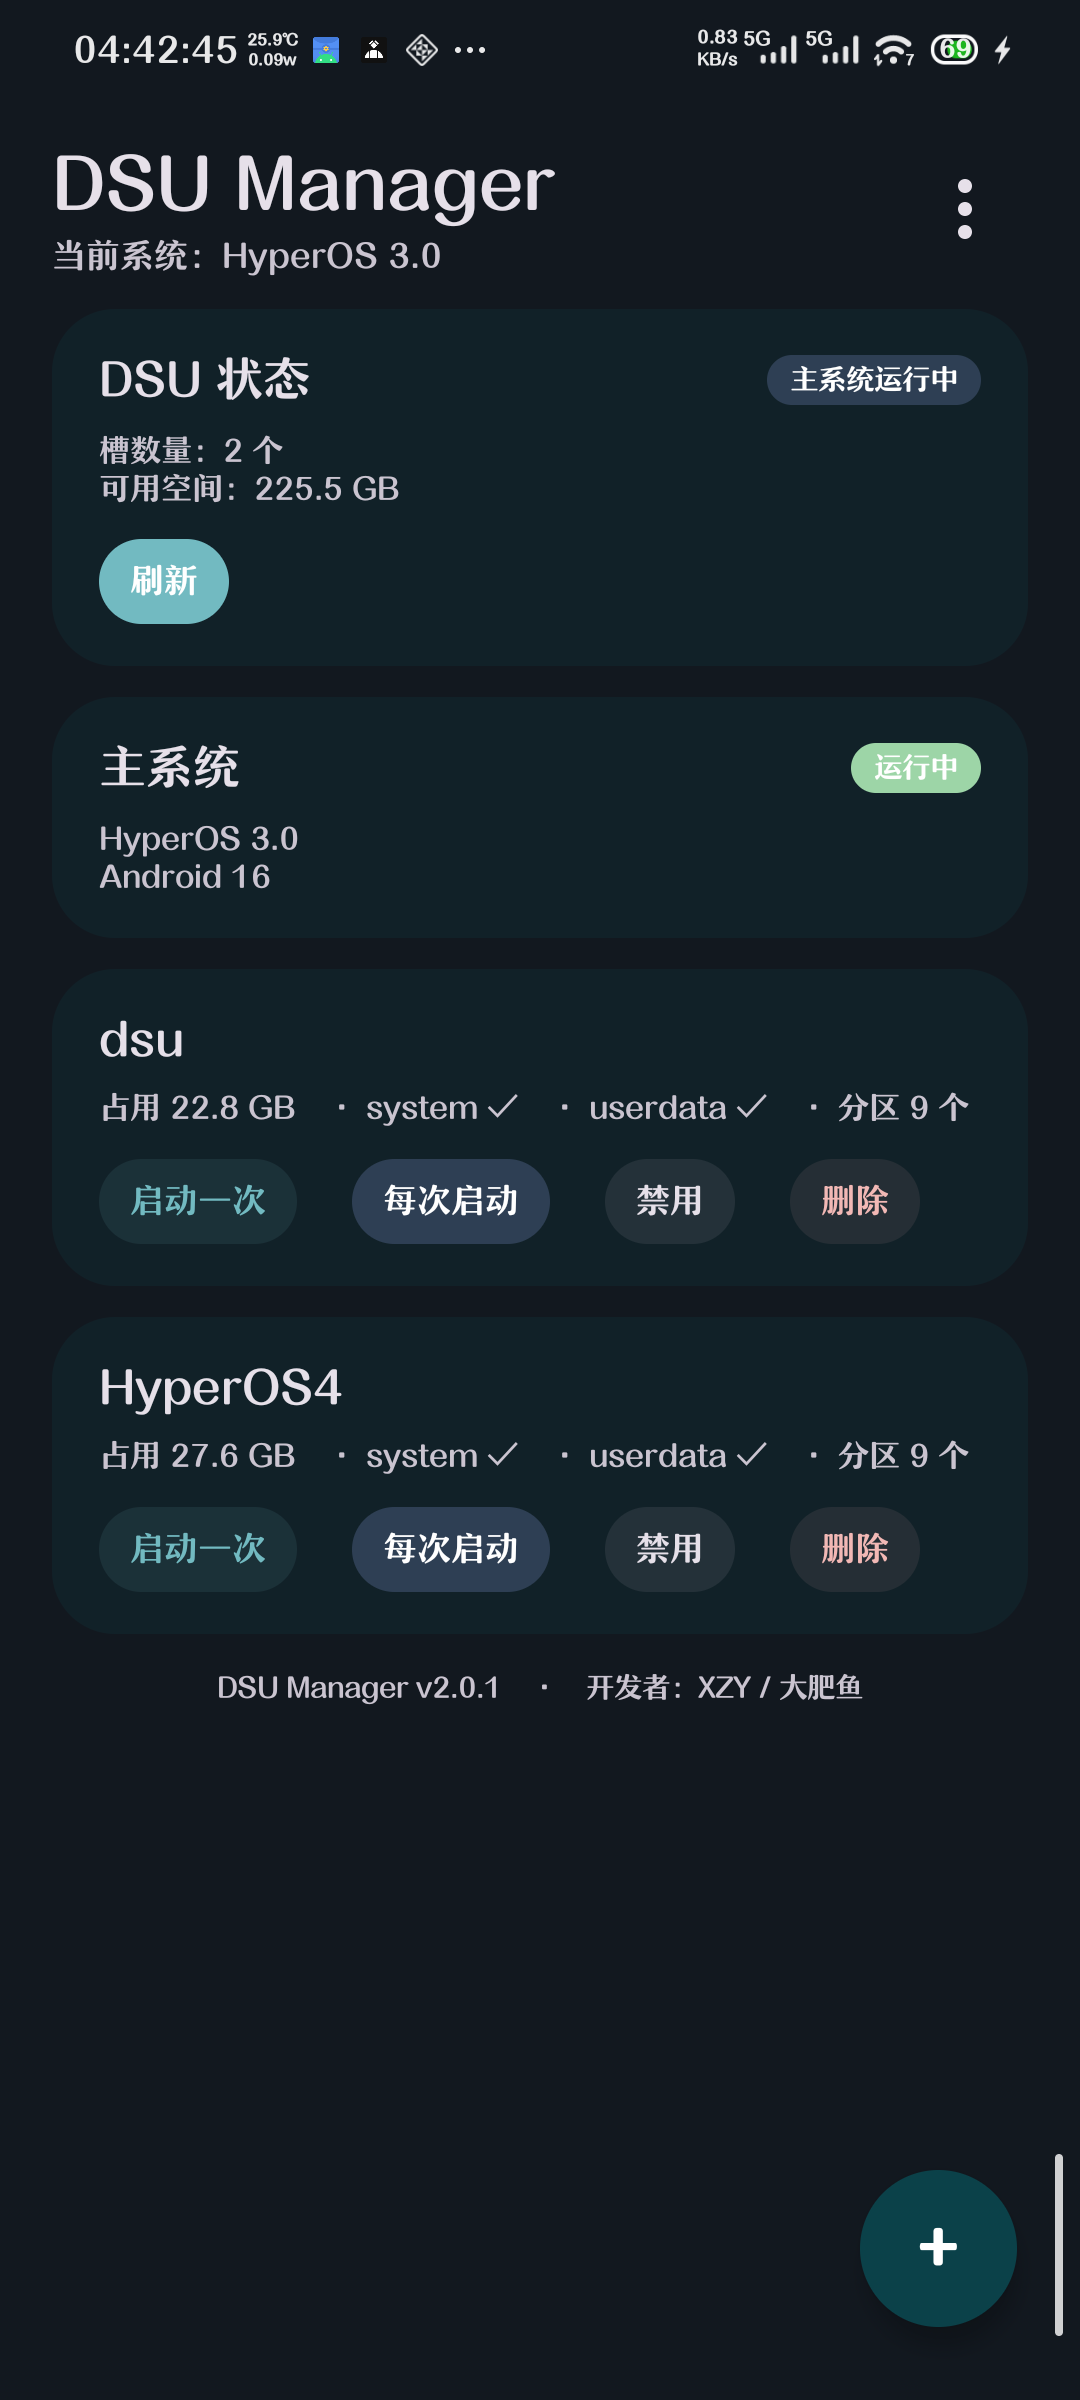 04:42:45 25.9℃ 0.09w 0.83 KB/s 5G 5G 7 69
DSU Manager
当前系统：HyperOS 3.0
DSU 状态
主系统运行中
槽数量：2 个
可用空间：225.5 GB
刷新
主系统
运行中
HyperOS 3.0
Android 16
dsu
占用 22.8 GB · system ✓ · userdata ✓ · 分区 9 个
启动一次 每次启动 禁用 删除
HyperOS4
占用 27.6 GB · system ✓ · userdata ✓ · 分区 9 个
启动一次 每次启动 禁用 删除
DSU Manager v2.0.1 · 开发者：XZY / 大肥鱼